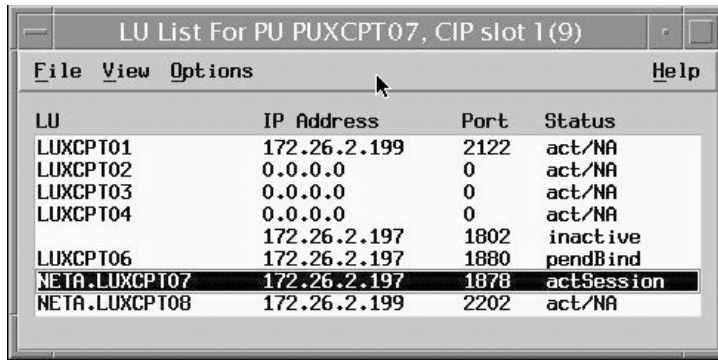 LU List For PU PUXCPT07, CIP slot 1(9)
File View Options Help
LU IP Address Port Status
LUXCPT01 172.26.2.199 2122 act/NA
LUXCPT02 0.0.0.0 0 act/NA
LUXCPT03 0.0.0.0 0 act/NA
LUXCPT04 0.0.0.0 0 act/NA
172.26.2.197 1802 inactive
LUXCPT06 172.26.2.197 1880 pendBind
NETA.LUXCPT07 172.26.2.197 1878 actSession
NETA.LUXCPT08 172.26.2.199 2202 act/NA